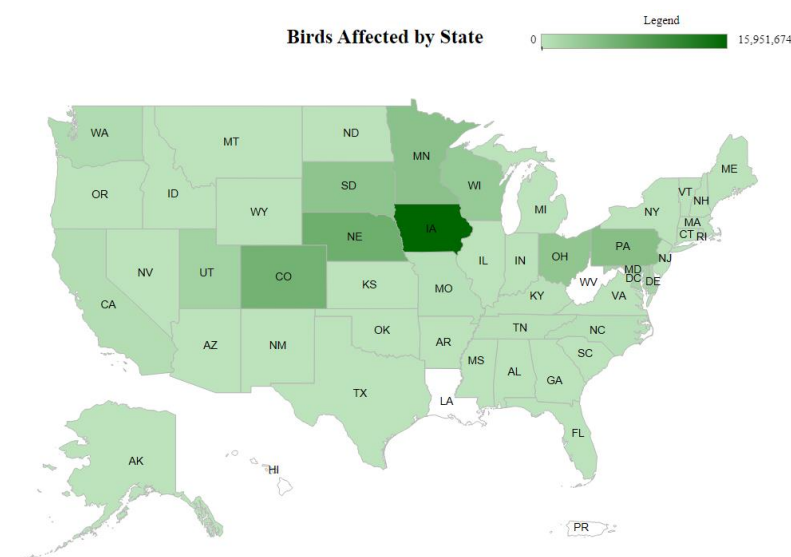 Birds Affected by State
Legend
0
15,951,674
WA
MT
ND
MN
ME
OR
ID
SD
WI
VT
NH
WY
MI
NY
MA
CT
RI
NE
IA
PA
NV
UT
CO
IL
IN
OH
NJ
MD
DC
DE
WV
KS
MO
KY
VA
CA
TN
NC
AZ
NM
OK
AR
SC
MS
AL
GA
TX
LA
FL
AK
HI
PR